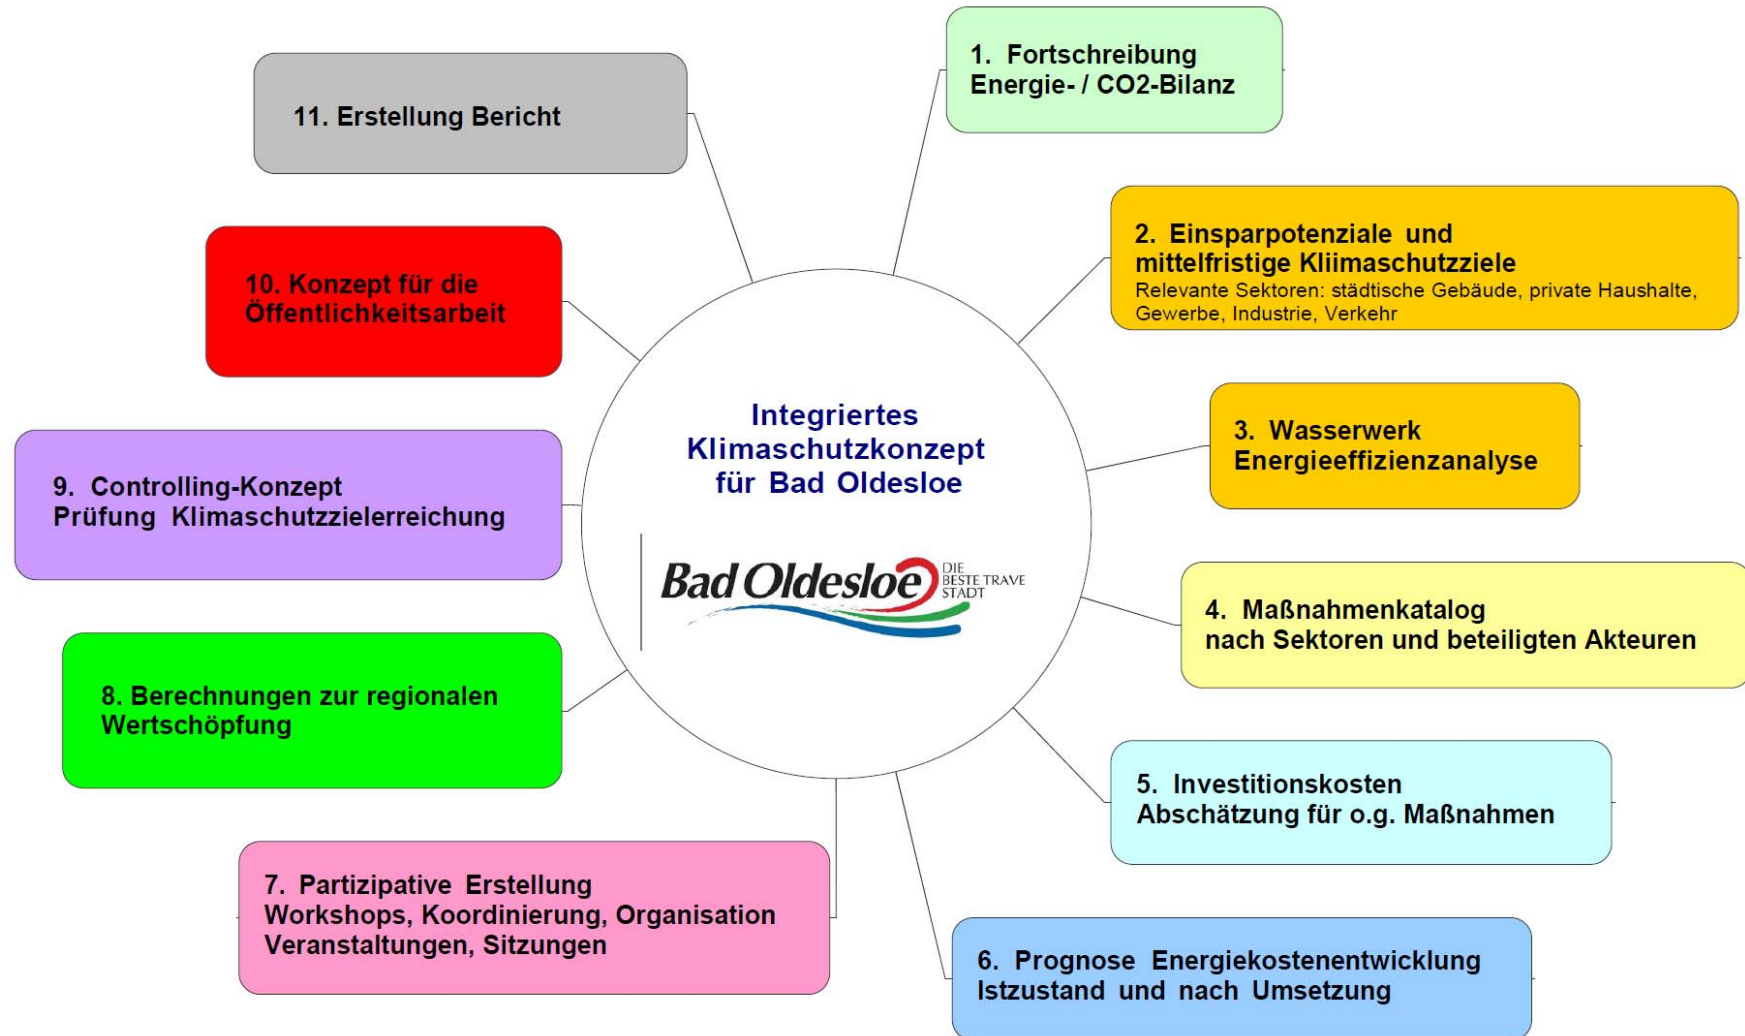 1. Fortschreibung
Energie- / CO2-Bilanz
2. Einsparpotenziale und
mittelfristige Kliimaschutzziele
Relevante Sektoren: städtische Gebäude, private Haushalte,
Gewerbe, Industrie, Verkehr
3. Wasserwerk
Energieeffizienzanalyse
4. Maßnahmenkatalog
nach Sektoren und beteiligten Akteuren
5. Investitionskosten
Abschätzung für o.g. Maßnahmen
6. Prognose Energiekostenentwicklung
Istzustand und nach Umsetzung
7. Partizipative Erstellung
Workshops, Koordinierung, Organisation
Veranstaltungen, Sitzungen
8. Berechnungen zur regionalen
Wertschöpfung
9. Controlling-Konzept
Prüfung Klimaschutzzielerreichung
10. Konzept für die
Öffentlichkeitsarbeit
11. Erstellung Bericht
Integriertes
Klimaschutzkonzept
für Bad Oldesloe
Bad Oldesloe
DIE
BESTE TRAVE
STADT